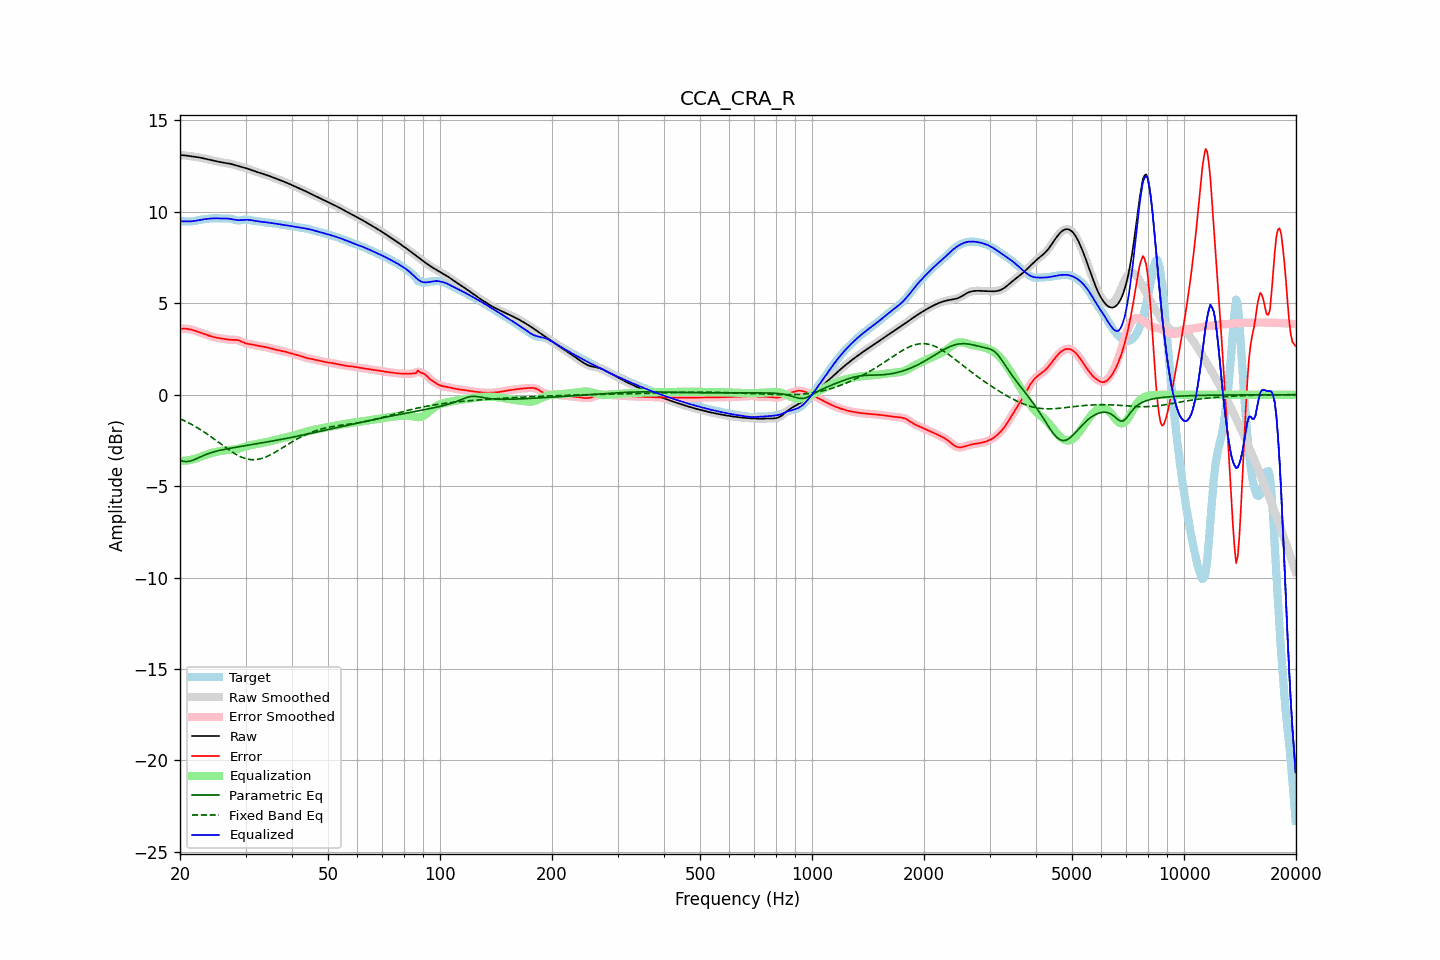 CCA_CRA_R
15
10
5
0
−5
−10
−15
−20
−25
Amplitude (dBr)
Target
Raw Smoothed
Error Smoothed
Raw
Error
Equalization
Parametric Eq
Fixed Band Eq
Equalized
20 50 100 200 500 1000 2000 5000 10000 20000
Frequency (Hz)